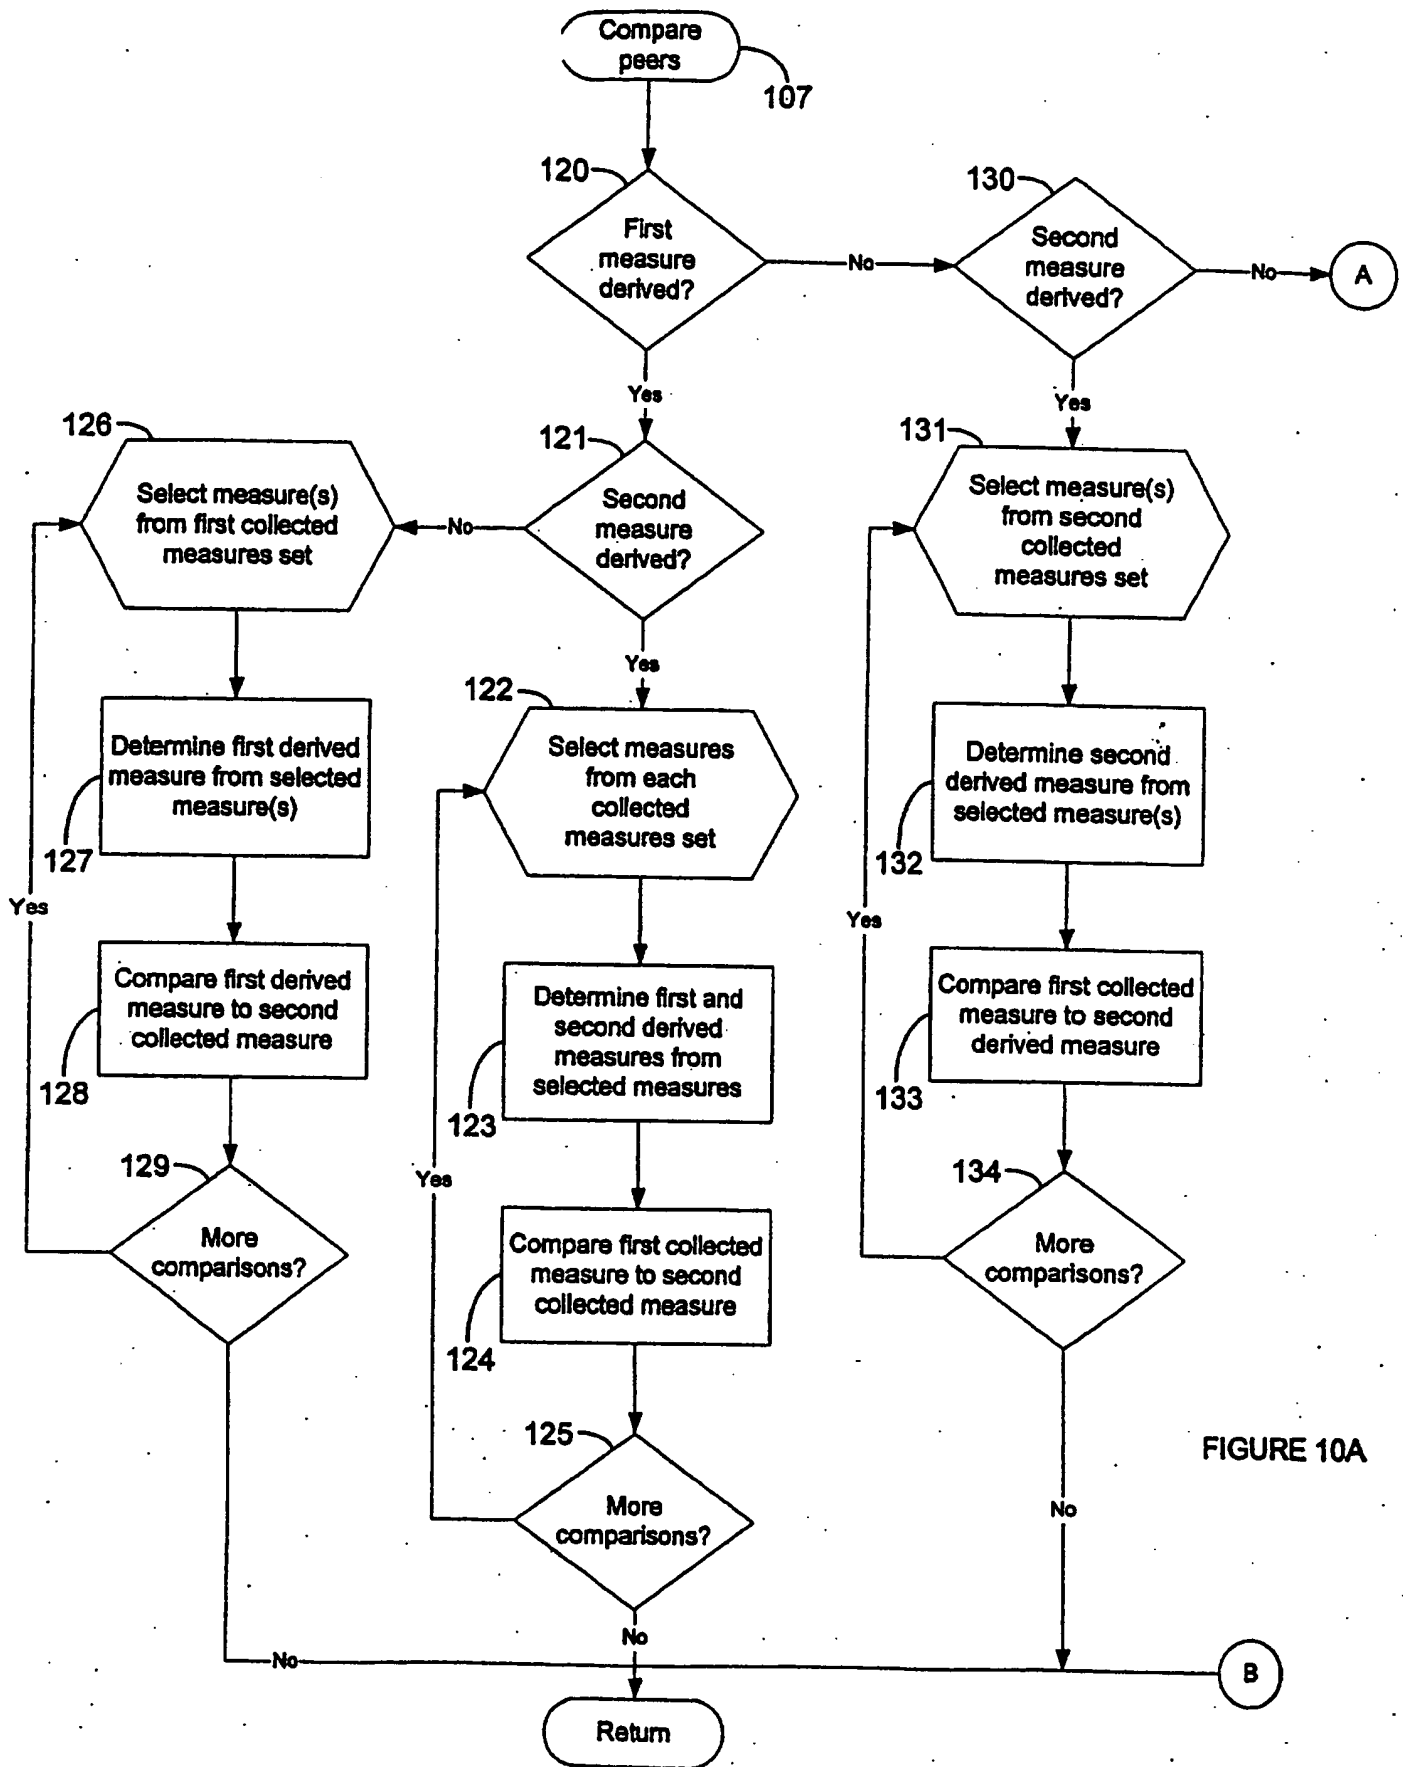 Compare
peers
107
120
First
measure
derived?
No
130
Second
measure
derived?
No
A
Yes
Yes
126
Select measure(s)
from first collected
measures set
No
121
Second
measure
derived?
131
Select measure(s)
from second
collected
measures set
Yes
127
Determine first derived
measure from selected
measure(s)
122
Select measures
from each
collected
measures set
132
Determine second
derived measure from
selected measure(s)
Yes
Yes
128
Compare first derived
measure to second
collected measure
123
Determine first and
second derived
measures from
selected measures
133
Compare first collected
measure to second
derived measure
129
More
comparisons?
Yes
124
Compare first collected
measure to second
collected measure
134
More
comparisons?
125
More
comparisons?
FIGURE 10A
No
No
No
B
Return